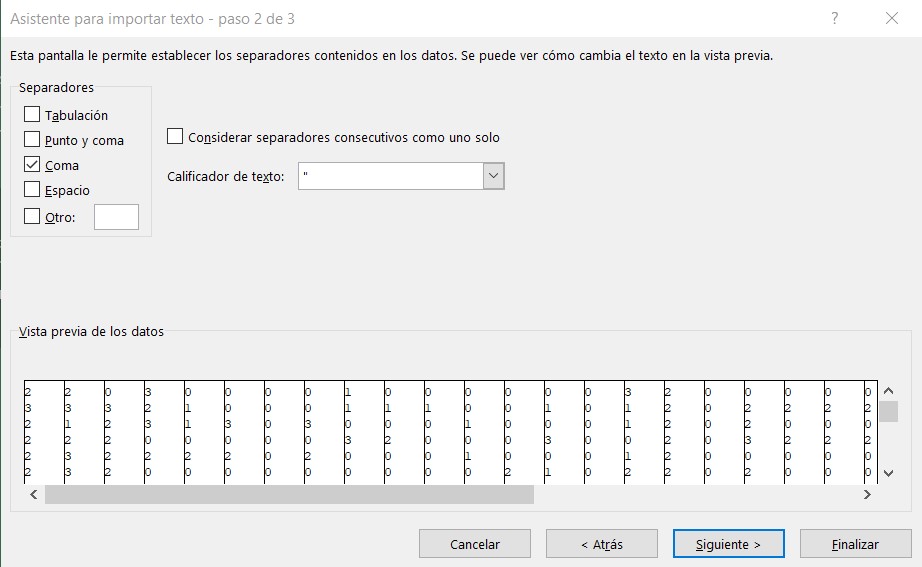 Asistente para importar texto - paso 2 de 3
Esta pantalla le permite establecer los separadores contenidos en los datos. Se puede ver cómo cambia el texto en la vista previa.
Separadores
Tabulación
Punto y coma
Coma
Espacio
Otro:
Considerar separadores consecutivos como uno solo
Calificador de texto: "
Vista previa de los datos
2 2 0 3 0 0 0 0 1 0 0 0 0 0 0 3 2 0 0 0 0 0
3 3 3 2 1 0 0 0 1 1 1 0 0 1 0 1 2 0 2 2 2 2
2 1 2 3 1 3 0 3 0 0 0 1 0 0 0 1 2 0 2 0 0 0
2 2 2 0 0 0 0 0 3 2 0 0 0 3 0 0 2 0 3 2 2 2
2 3 2 2 2 2 0 2 0 0 0 1 0 0 0 1 2 0 2 0 0 0
2 3 2 0 0 0 0 0 0 0 0 0 2 1 0 2 2 0 2 0 0 0
Cancelar
< Atrás
Siguiente >
Finalizar